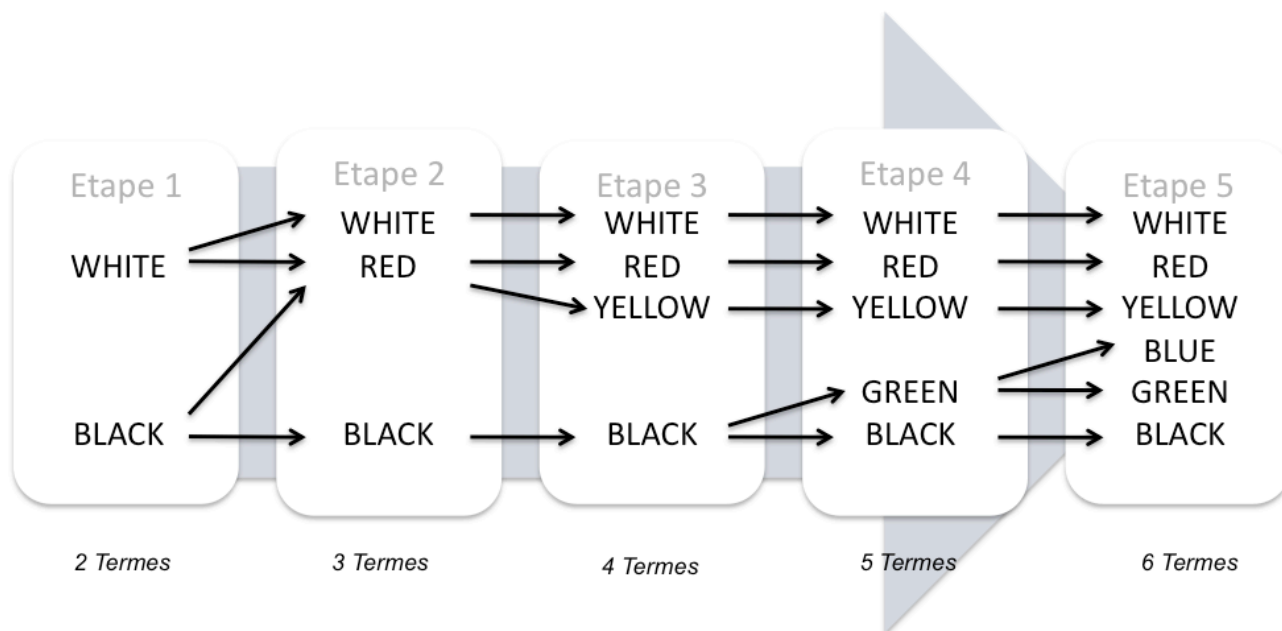 Etape 1
WHITE
BLACK
2 Termes
Etape 2
WHITE
RED
BLACK
3 Termes
Etape 3
WHITE
RED
YELLOW
BLACK
4 Termes
Etape 4
WHITE
RED
YELLOW
GREEN
BLACK
5 Termes
Etape 5
WHITE
RED
YELLOW
BLUE
GREEN
BLACK
6 Termes